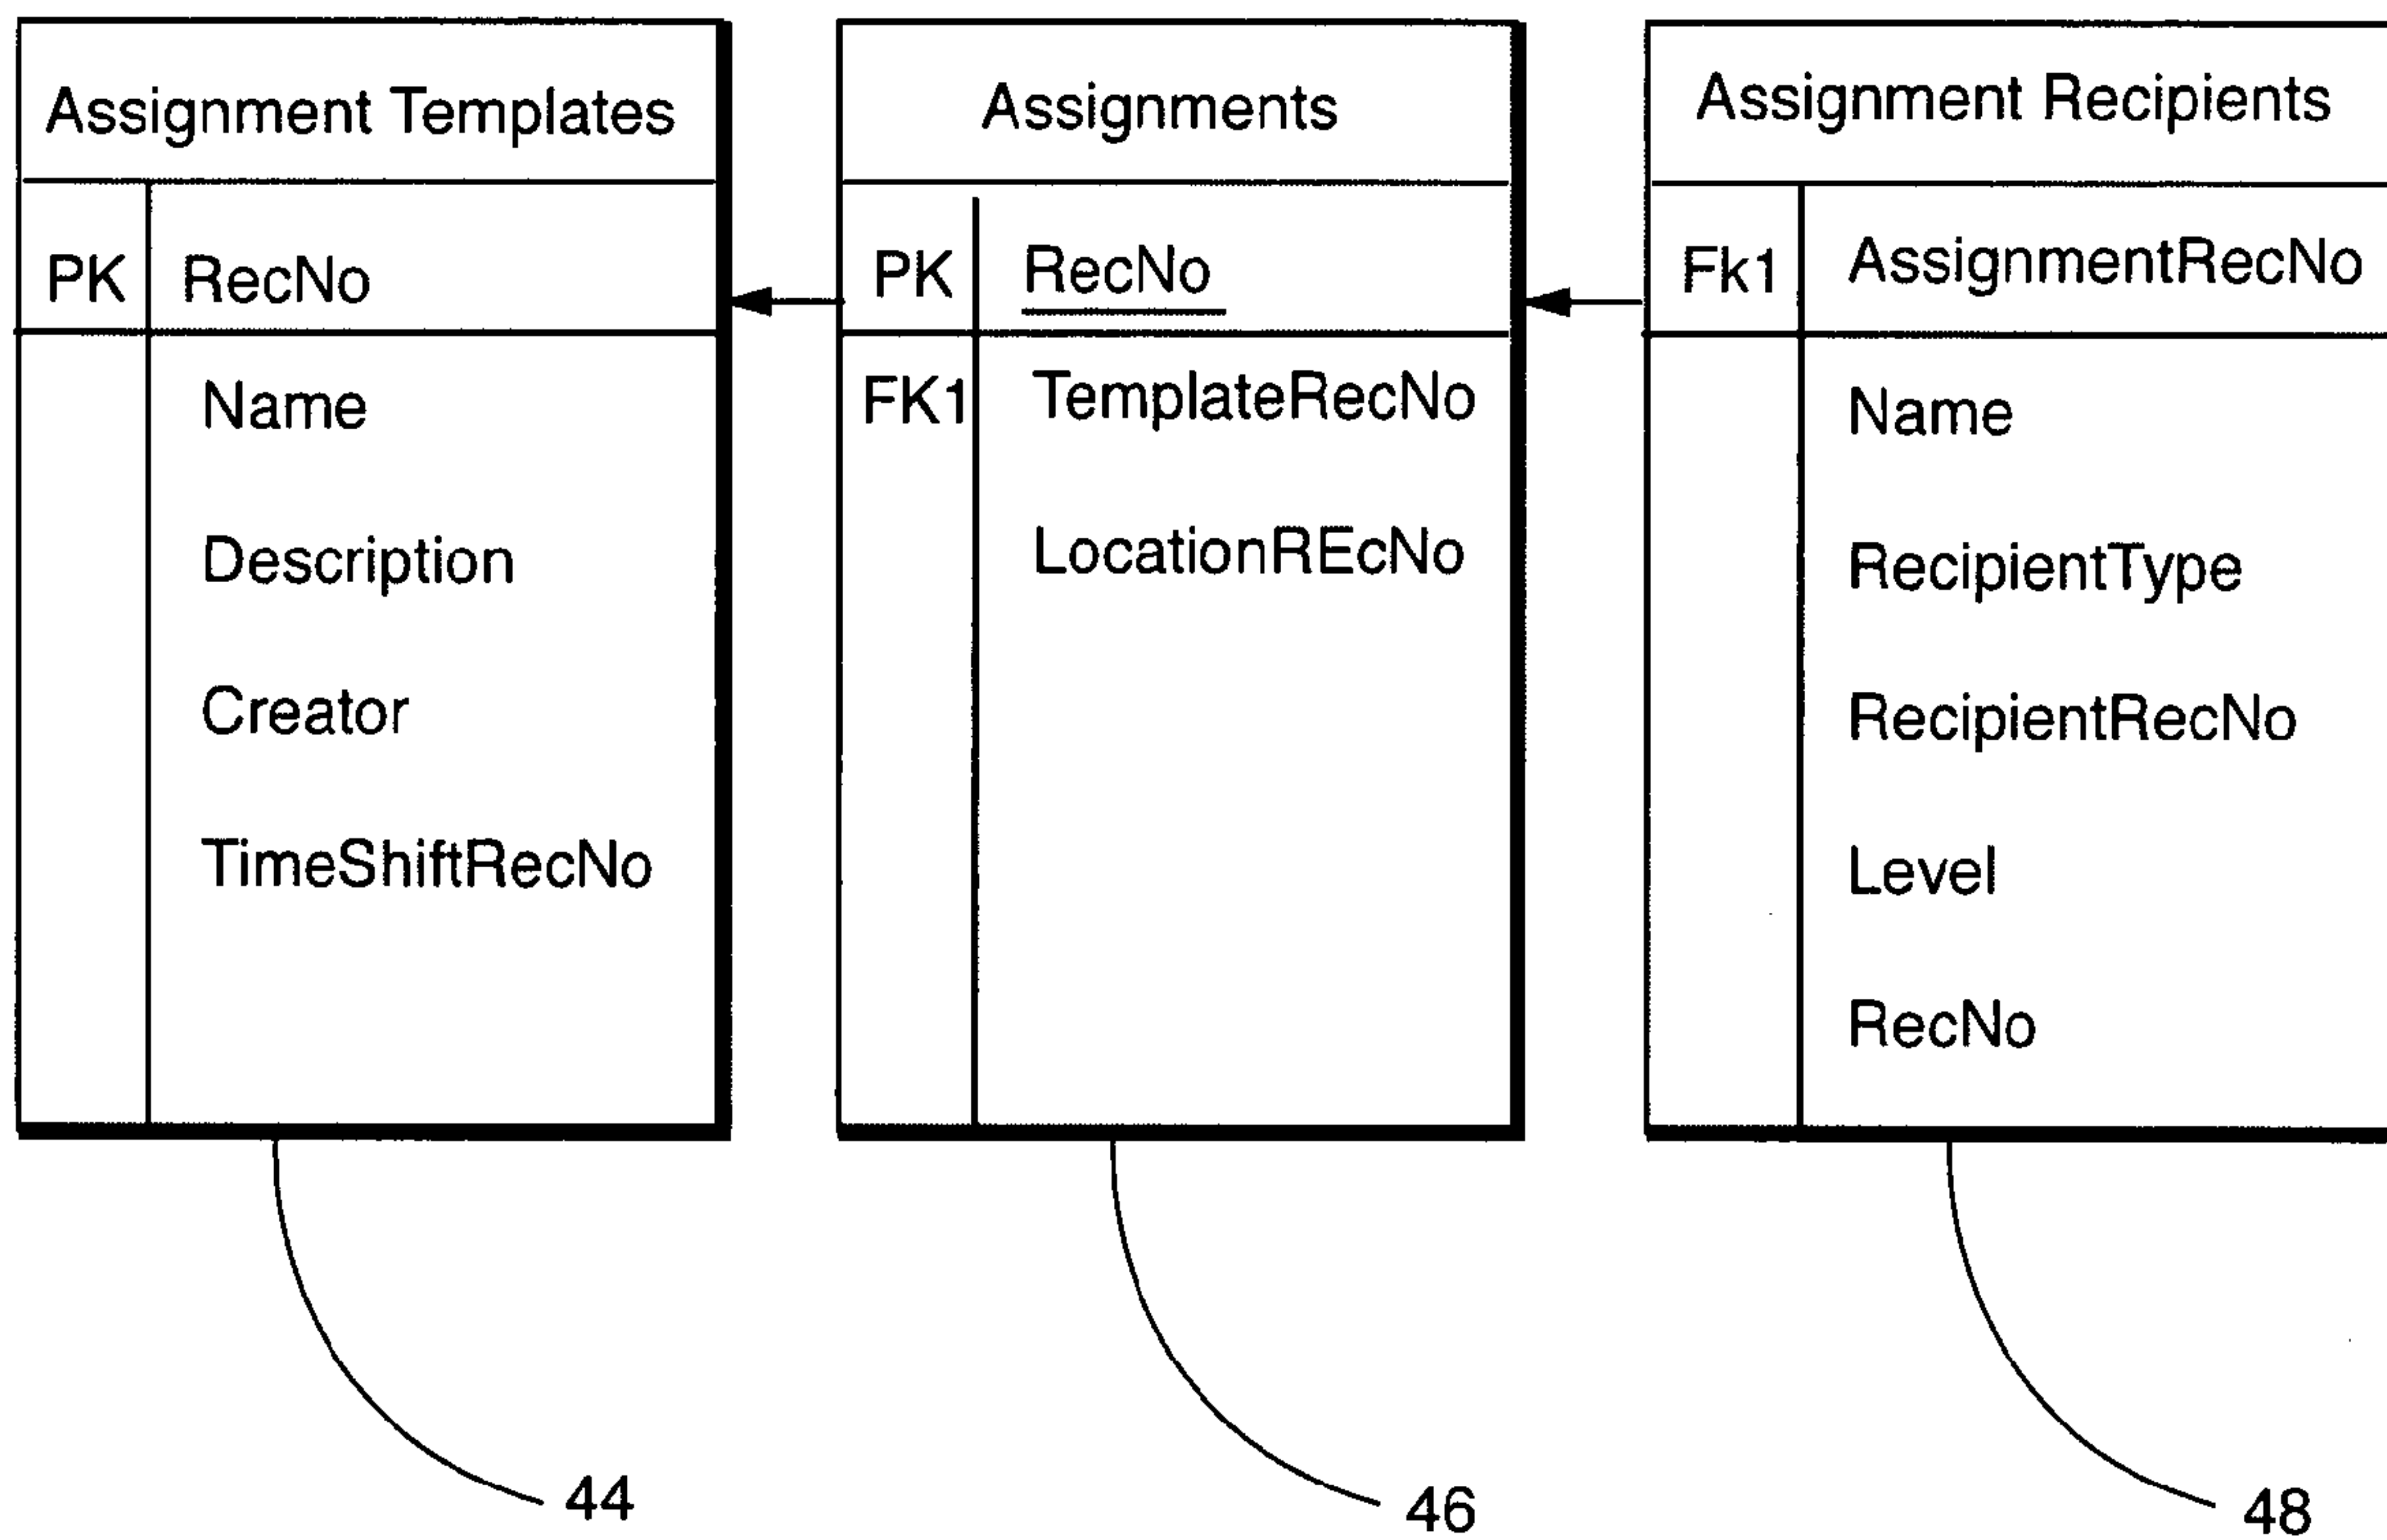 Assignment Templates
PK RecNo
Name
Description
Creator
TimeShiftRecNo
44
Assignments
PK RecNo
FK1 TemplateRecNo
LocationREcNo
46
Assignment Recipients
Fk1 AssignmentRecNo
Name
RecipientType
RecipientRecNo
Level
RecNo
48